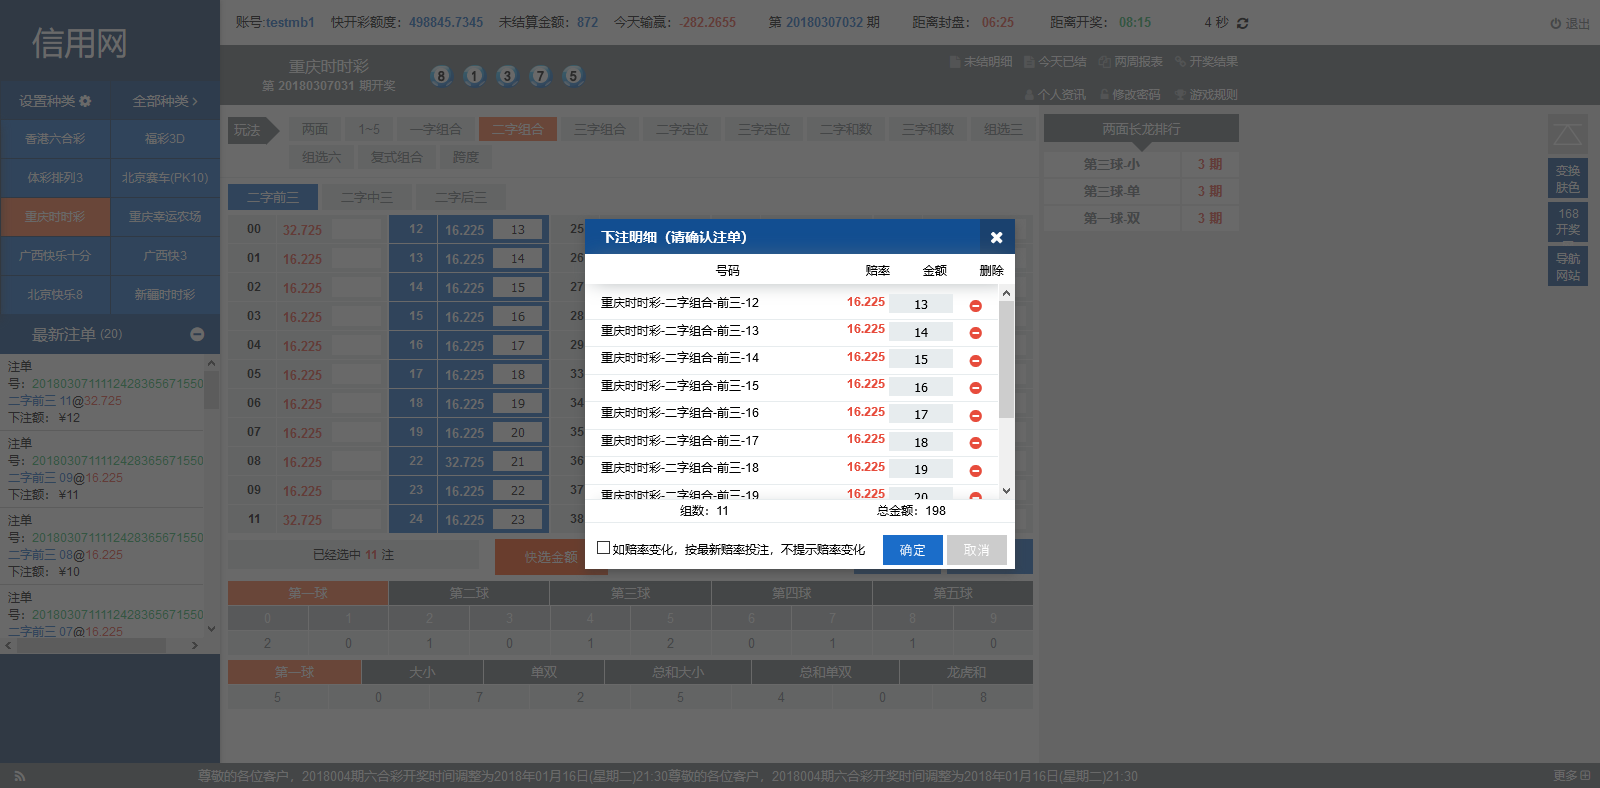 信用网
账号:testmb1 快开彩额度：498845.7345 未结算金额：872 今天输赢：-282.2655 第 20180307032 期 距离封盘： 06:25 距离开奖： 08:15 4 秒 退出
重庆时时彩
第 20180307031 期开奖
8 1 3 7 5
未结明细 今天已结 两周报表 开奖结果
个人资讯 修改密码 游戏规则
设置种类 全部种类
香港六合彩 福彩3D
体彩排列3 北京赛车(PK10)
重庆时时彩 重庆幸运农场
广西快乐十分 广西快3
北京快乐8 新疆时时彩
最新注单 (20)
注单
号：20180307111124283656715​50
二字前三 11@32.725
下注额： ¥12
注单
号：2018030711112428365671550
二字前三 09@16.225
下注额： ¥11
注单
号：2018030711112428365671550
二字前三 08@16.225
下注额： ¥10
注单
号：2018030711112428365671550
二字前三 07@16.225
玩法 两面 1~5 一字组合 二字组合 三字组合 二字定位 三字定位 二字和数 三字和数 组选三
组选六 复式组合 跨度
二字前三 二字中三 二字后三
00 32.725 12 16.225 13 25
01 16.225 13 16.225 14 26
02 16.225 14 16.225 15 27
03 16.225 15 16.225 16 28
04 16.225 16 16.225 17 29
05 16.225 17 16.225 18 33
06 16.225 18 16.225 19 34
07 16.225 19 16.225 20 35
08 16.225 22 32.725 21 36
09 16.225 23 16.225 22 37
11 32.725 24 16.225 23 38
已经选中 11 注 快选金额
第一球 第二球 第三球 第四球 第五球
0 1 2 3 4 5 6 7 8 9
2 0 1 0 1 2 0 1 1 0
第一球 大小 单双 总和大小 总和单双 龙虎和
5 0 7 2 5 4 0 8
下注明细（请确认注单）
号码 赔率 金额 删除
重庆时时彩-二字组合-前三-12 16.225 13
重庆时时彩-二字组合-前三-13 16.225 14
重庆时时彩-二字组合-前三-14 16.225 15
重庆时时彩-二字组合-前三-15 16.225 16
重庆时时彩-二字组合-前三-16 16.225 17
重庆时时彩-二字组合-前三-17 16.225 18
重庆时时彩-二字组合-前三-18 16.225 19
重庆时时彩-二字组合-前三-19 16.225 20
组数：11 总金额：198
如赔率变化，按最新赔率投注，不提示赔率变化 确定 取消
两面长龙排行
第三球-小 3 期
第三球-单 3 期
第一球-双 3 期
变换
肤色
168
开奖
导航
网站
尊敬的各位客户，2018004期六合彩开奖时间调整为2018年01月16日(星期二)21:30尊敬的各位客户，2018004期六合彩开奖时间调整为2018年01月16日(星期二)21:30 更多